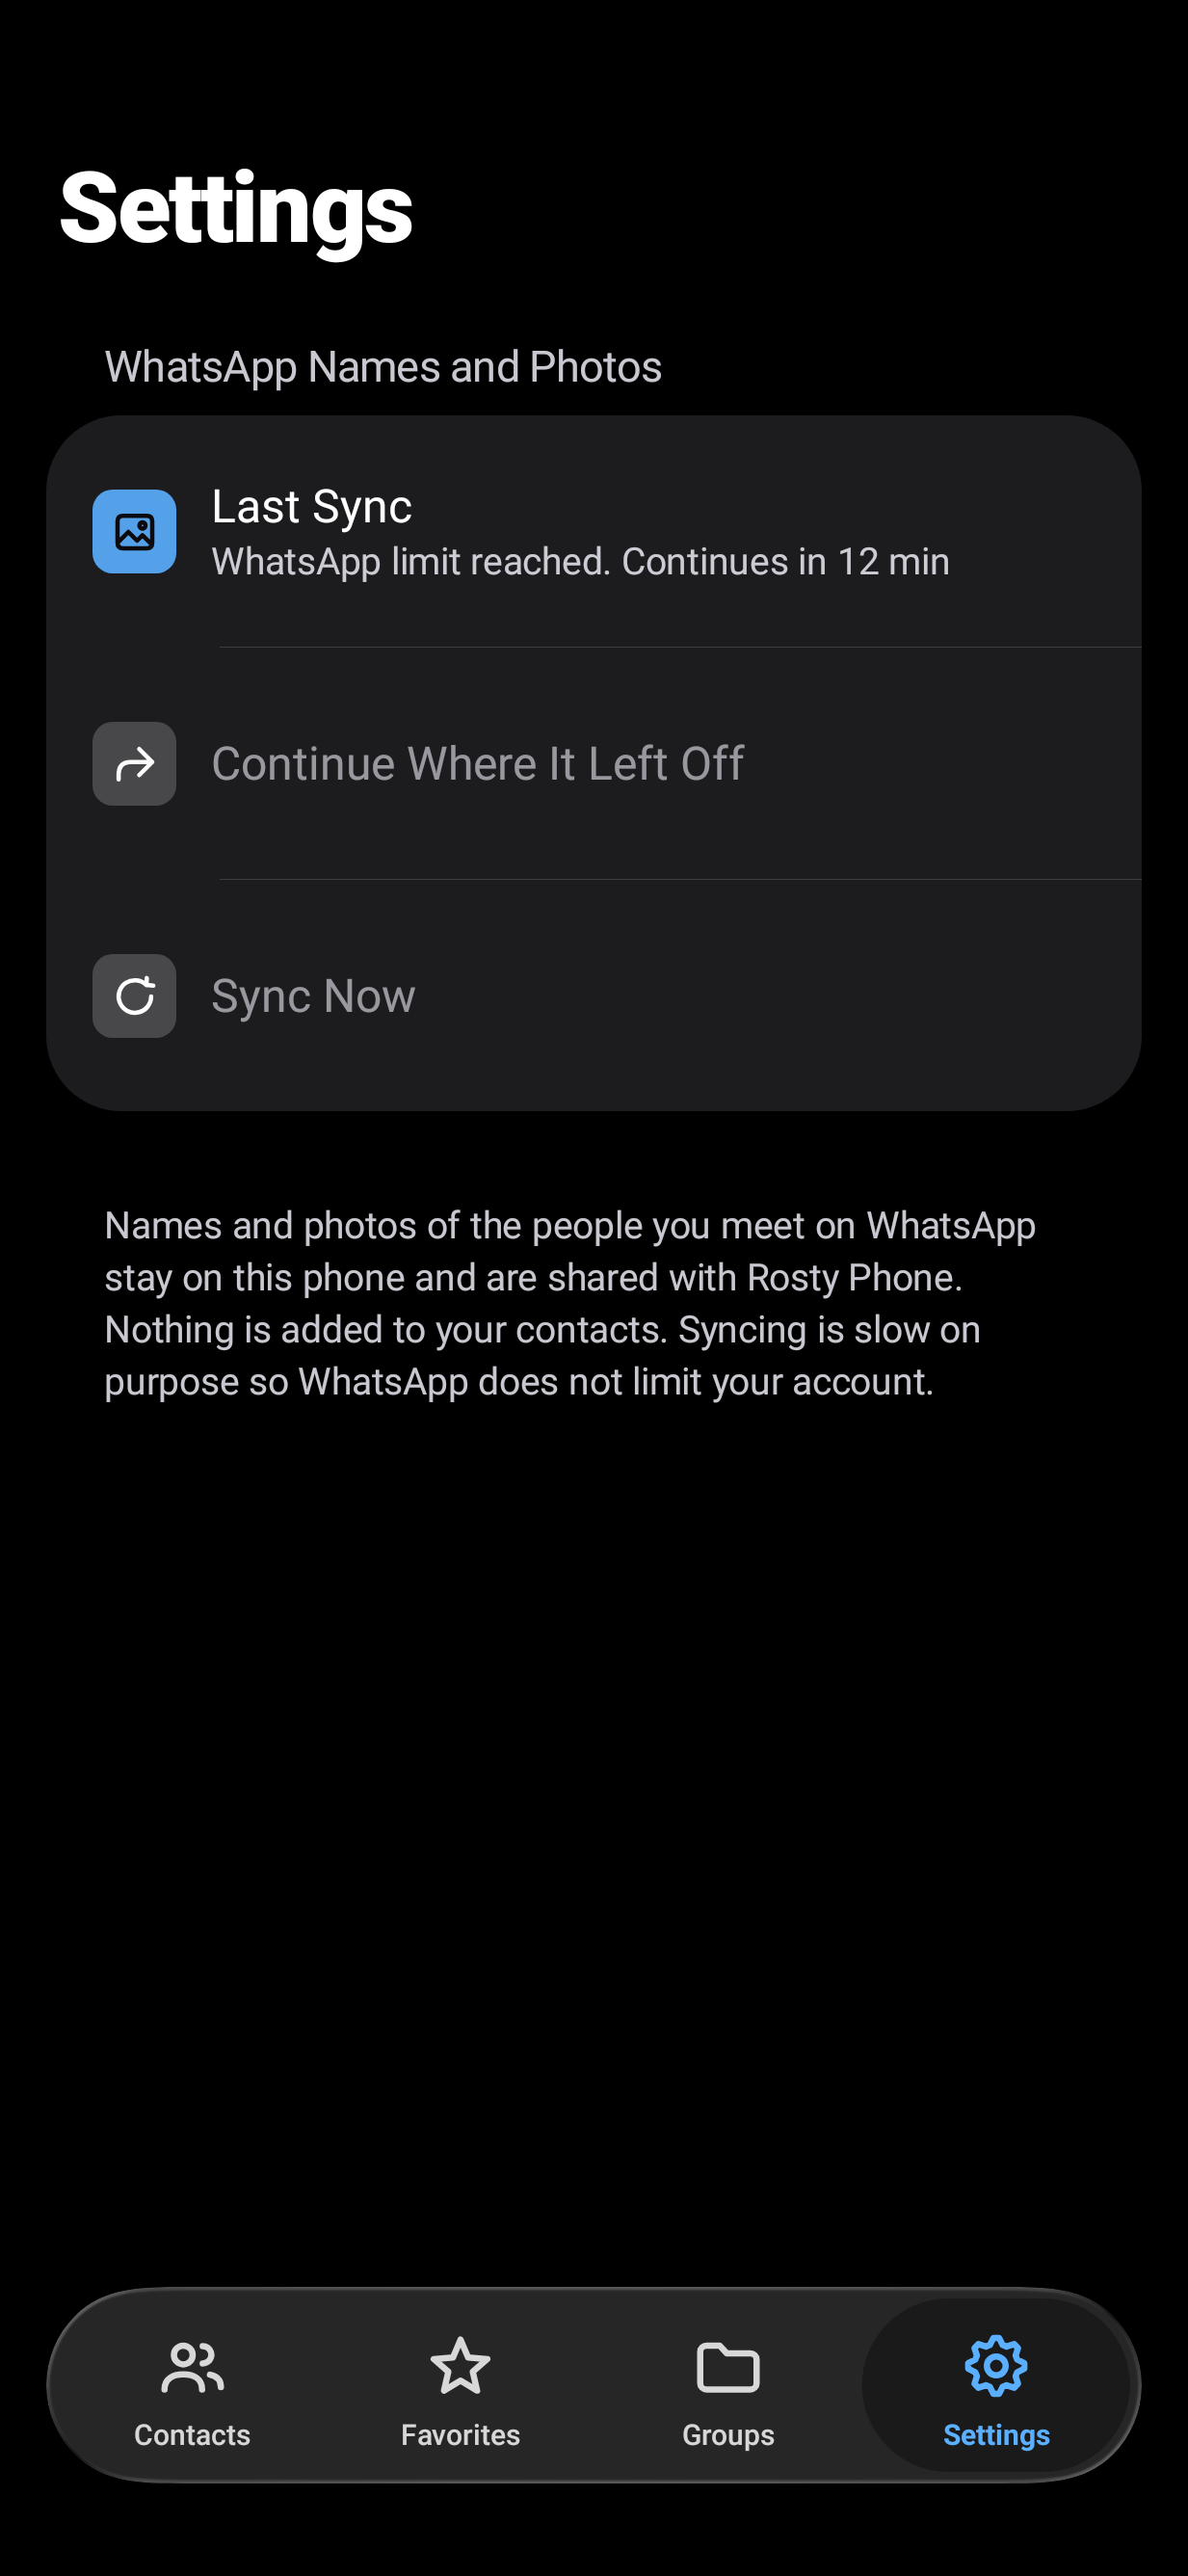 Settings
WhatsApp Names and Photos
Last Sync
WhatsApp limit reached. Continues in 12 min
Continue Where It Left Off
Sync Now
Names and photos of the people you meet on WhatsApp
stay on this phone and are shared with Rosty Phone.
Nothing is added to your contacts. Syncing is slow on
purpose so WhatsApp does not limit your account.
Contacts
Favorites
Groups
Settings